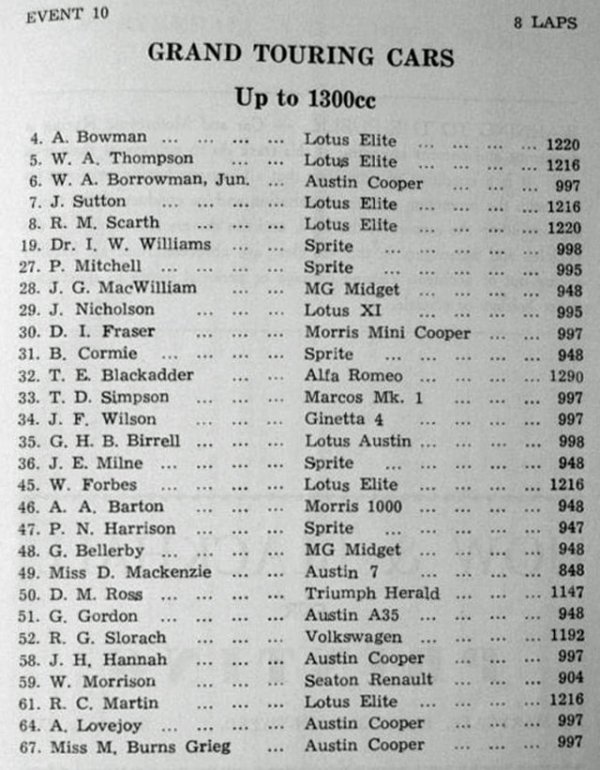 EVENT 10
8 LAPS
GRAND TOURING CARS
Up to 1300cc
4. A. Bowman ... ... ... ... Lotus Elite ... ... ... ... 1220
5. W. A. Thompson ... ... Lotus Elite ... ... ... ... 1216
6. W. A. Borrowman, Jun. ... Austin Cooper ... ... ... 997
7. J. Sutton ... ... ... ... Lotus Elite ... ... ... ... 1216
8. R. M. Scarth ... ... ... Lotus Elite ... ... ... ... 1220
19. Dr. I. W. Williams ... ... Sprite ... ... ... ... ... 998
27. P. Mitchell ... ... ... ... Sprite ... ... ... ... ... 995
28. J. G. MacWilliam ... ... MG Midget ... ... ... ... 948
29. J. Nicholson ... ... ... Lotus XI ... ... ... ... 995
30. D. I. Fraser ... ... ... Morris Mini Cooper ... ... 997
31. B. Cormie ... ... ... ... Sprite ... ... ... ... ... 948
32. T. E. Blackadder ... ... Alfa Romeo ... ... ... ... 1290
33. T. D. Simpson ... ... ... Marcos Mk. 1 ... ... ... 997
34. J. F. Wilson ... ... ... Ginetta 4 ... ... ... ... 997
35. G. H. B. Birrell ... ... ... Lotus Austin ... ... ... ... 998
36. J. E. Milne ... ... ... ... Sprite ... ... ... ... ... 948
45. W. Forbes ... ... ... ... Lotus Elite ... ... ... ... 1216
46. A. A. Barton ... ... ... Morris 1000 ... ... ... ... 948
47. P. N. Harrison ... ... ... Sprite ... ... ... ... ... 947
48. G. Bellerby ... ... ... ... MG Midget ... ... ... ... 948
49. Miss D. Mackenzie ... ... Austin 7 ... ... ... ... 848
50. D. M. Ross ... ... ... ... Triumph Herald ... ... ... 1147
51. G. Gordon ... ... ... ... Austin A35 ... ... ... ... 948
52. R. G. Slorach ... ... ... Volkswagen ... ... ... ... 1192
58. J. H. Hannah ... ... ... Austin Cooper ... ... ... 997
59. W. Morrison ... ... ... Seaton Renault ... ... ... 904
61. R. C. Martin ... ... ... Lotus Elite ... ... ... ... 1216
64. A. Lovejoy ... ... ... ... Austin Cooper ... ... ... 997
67. Miss M. Burns Grieg ... Austin Cooper ... ... ... 997